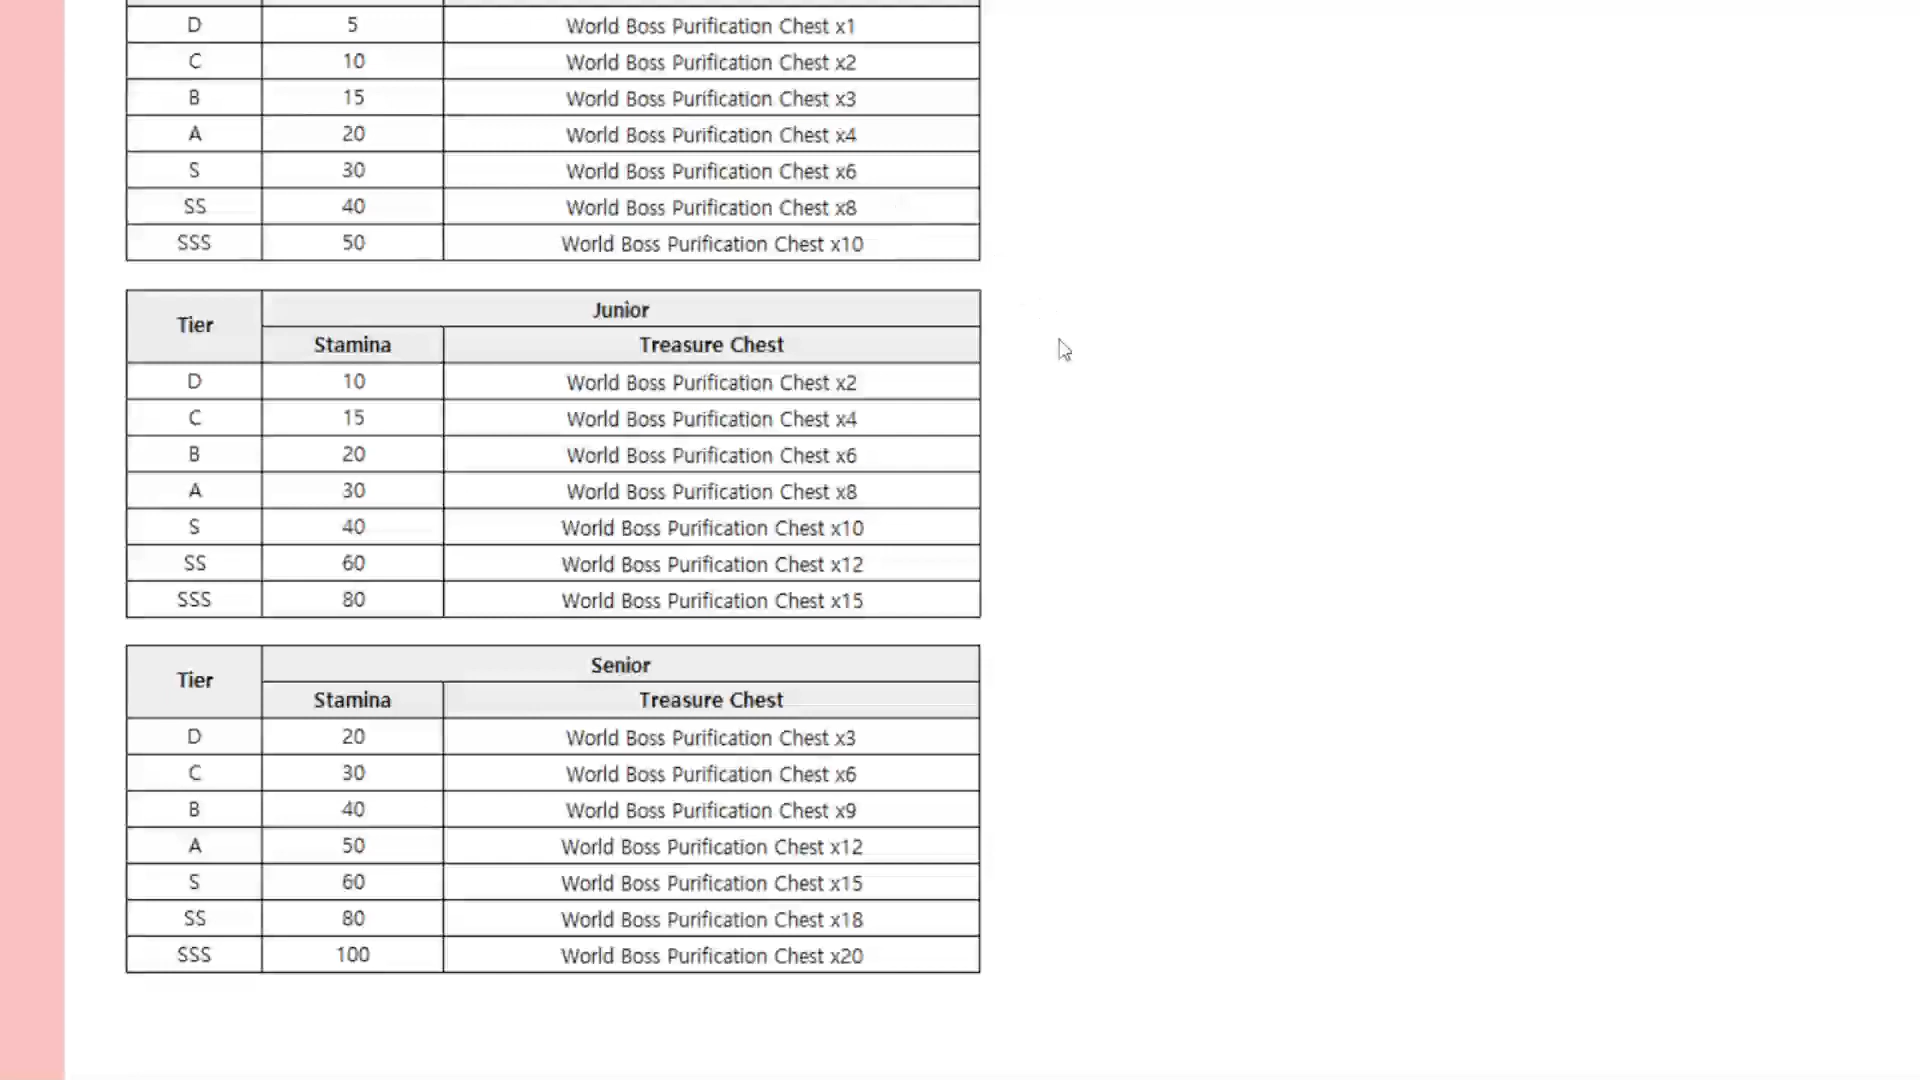 D 5 World Boss Purification Chest x1
C 10 World Boss Purification Chest x2
B 15 World Boss Purification Chest x3
A 20 World Boss Purification Chest x4
S 30 World Boss Purification Chest x6
SS 40 World Boss Purification Chest x8
SSS 50 World Boss Purification Chest x10
Tier Junior
Stamina Treasure Chest
D 10 World Boss Purification Chest x2
C 15 World Boss Purification Chest x4
B 20 World Boss Purification Chest x6
A 30 World Boss Purification Chest x8
S 40 World Boss Purification Chest x10
SS 60 World Boss Purification Chest x12
SSS 80 World Boss Purification Chest x15
Tier Senior
Stamina Treasure Chest
D 20 World Boss Purification Chest x3
C 30 World Boss Purification Chest x6
B 40 World Boss Purification Chest x9
A 50 World Boss Purification Chest x12
S 60 World Boss Purification Chest x15
SS 80 World Boss Purification Chest x18
SSS 100 World Boss Purification Chest x20